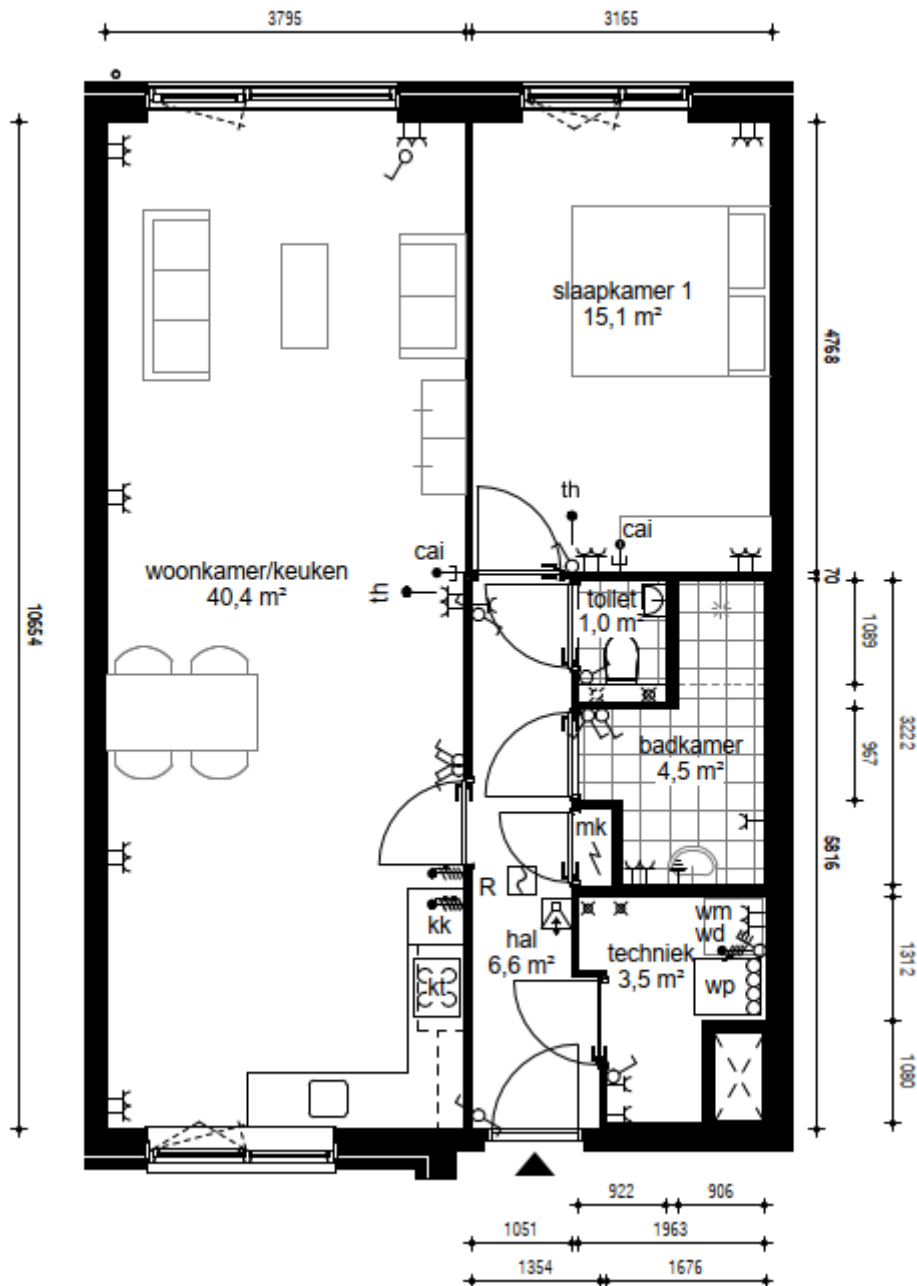 3795
3165
slaapkamer 1
15,1 m²
4768
th
cai
cai
woonkamer/keuken
40,4 m²
th
toilet
1,0 m²
70
1089
10654
3222
967
badkamer
4,5 m²
mk
5816
R
kk
wm
wd
hal
6,6 m²
techniek
3,5 m²
kt
wp
1312
1080
922
906
1051
1963
1354
1676